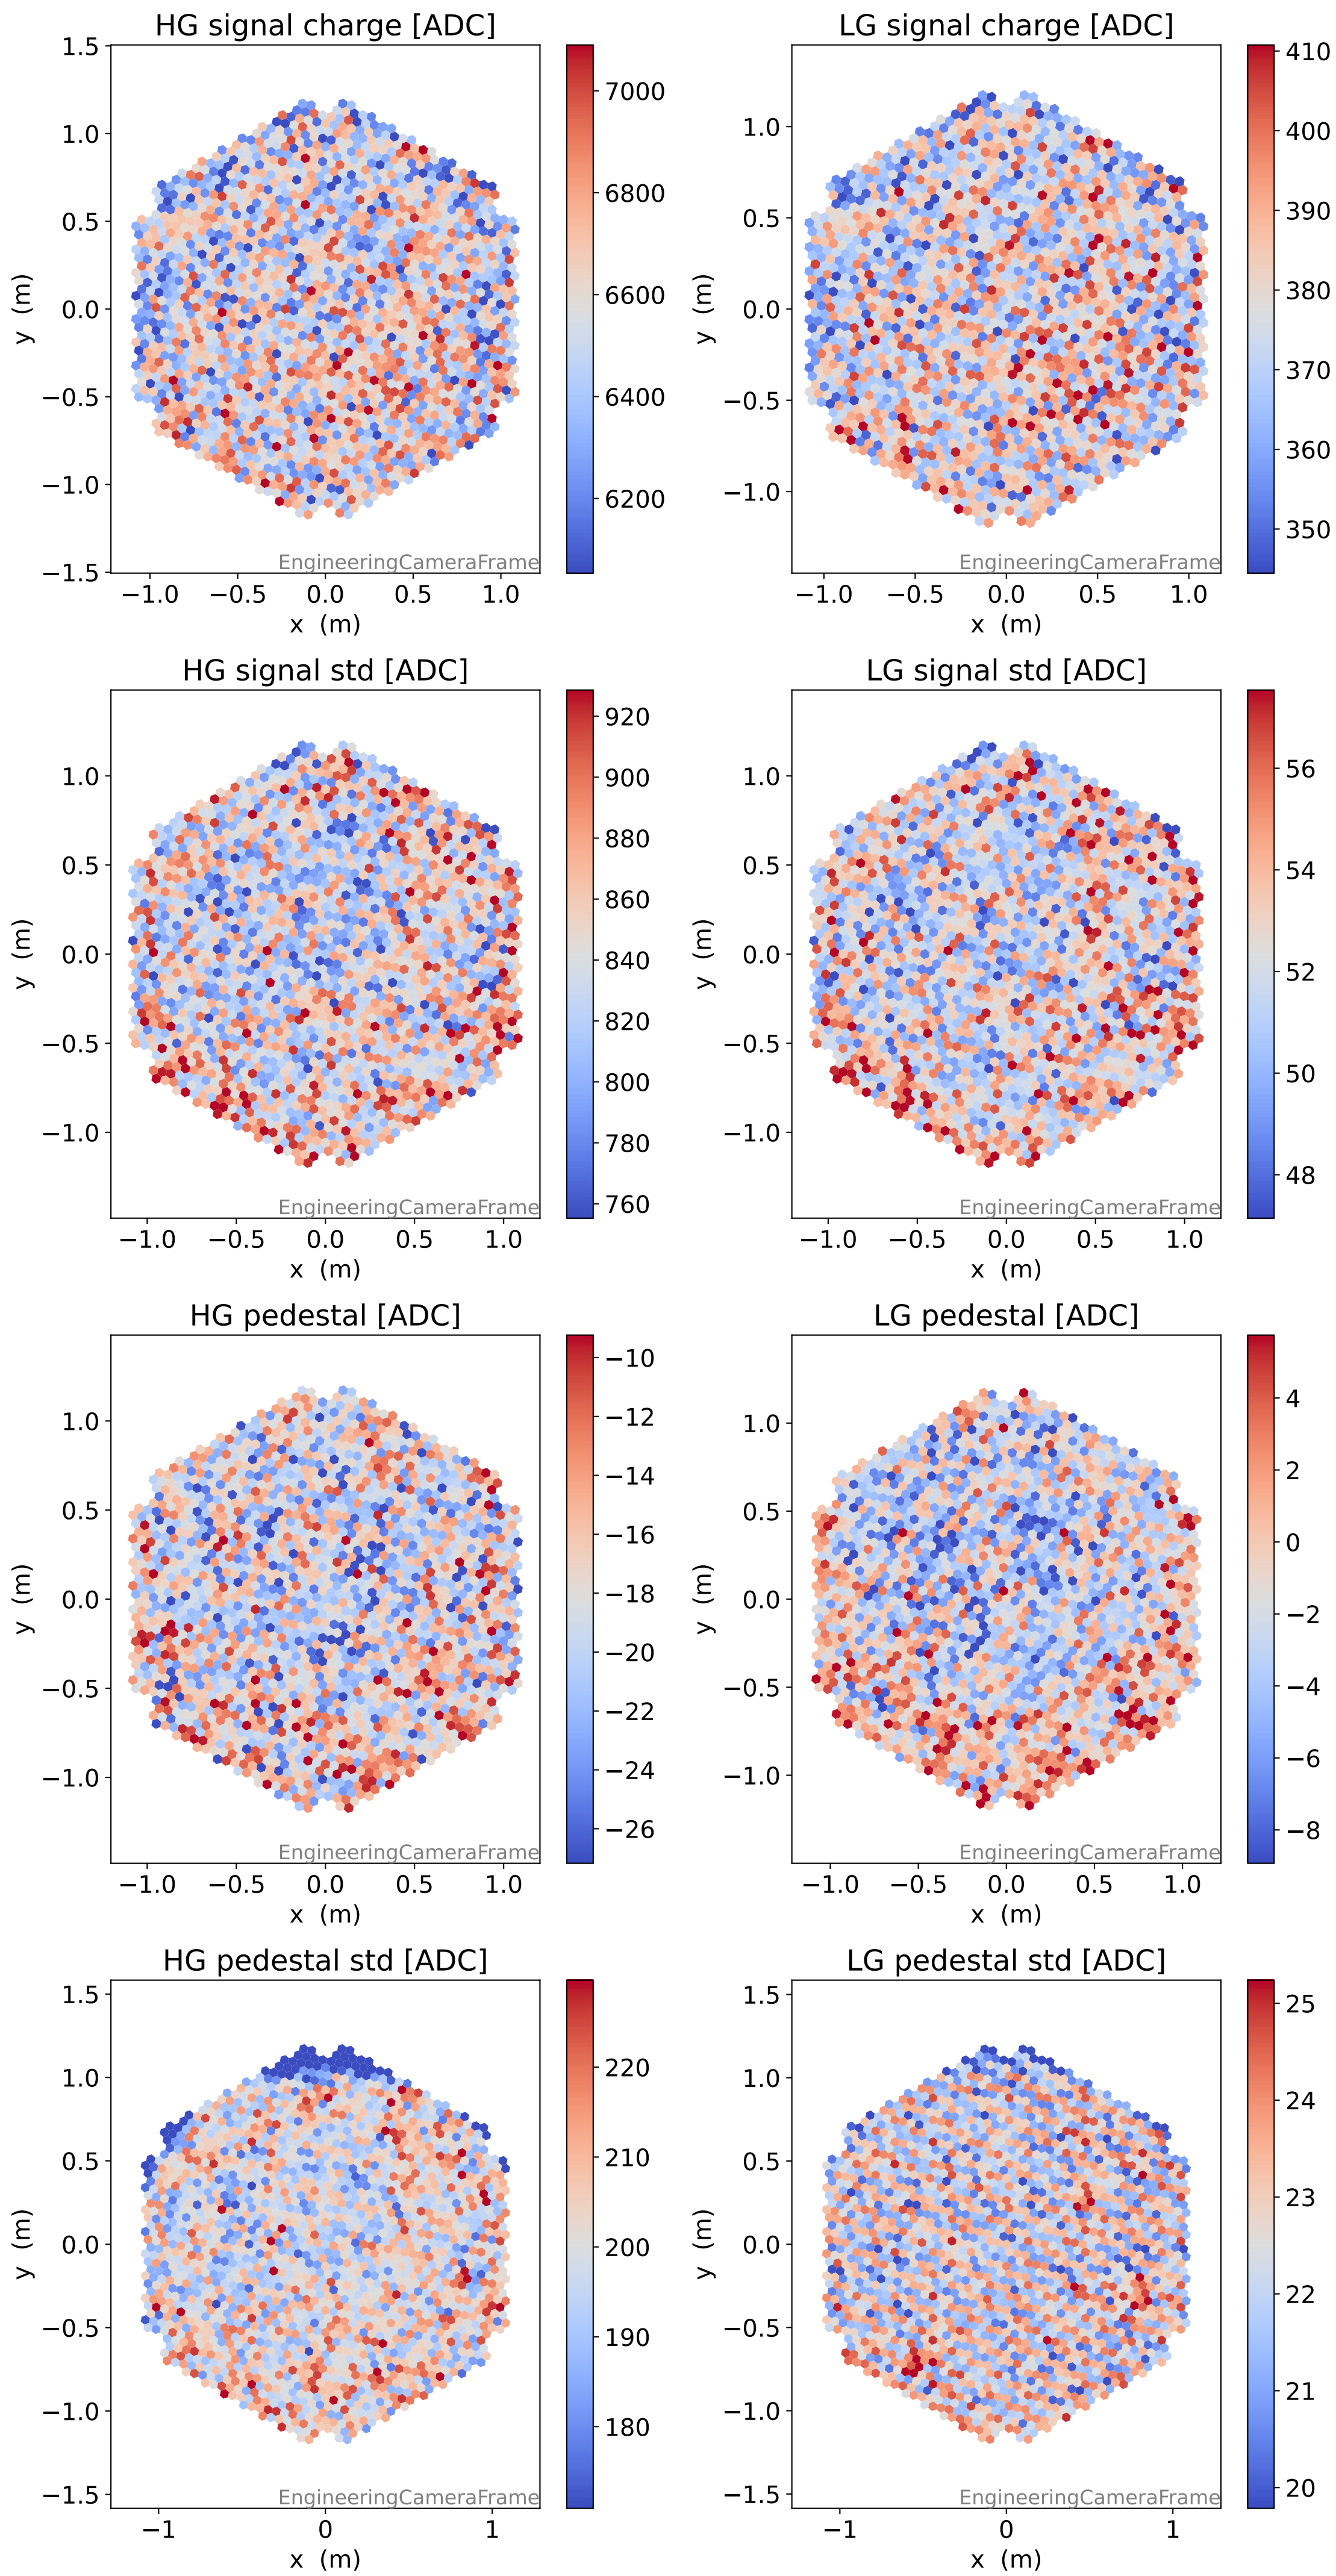 HG signal charge [ADC]
LG signal charge [ADC]
1.5
1.0
0.5
0.0
−0.5
−1.0
−1.5
y (m)
−1.0 −0.5 0.0 0.5 1.0
x (m)
EngineeringCameraFrame
7000
6800
6600
6400
6200
1.0
0.5
0.0
−0.5
−1.0
y (m)
−1.0 −0.5 0.0 0.5 1.0
x (m)
EngineeringCameraFrame
410
400
390
380
370
360
350
HG signal std [ADC]
LG signal std [ADC]
1.0
0.5
0.0
−0.5
−1.0
y (m)
−1.0 −0.5 0.0 0.5 1.0
x (m)
EngineeringCameraFrame
920
900
880
860
840
820
800
780
760
1.0
0.5
0.0
−0.5
−1.0
y (m)
−1.0 −0.5 0.0 0.5 1.0
x (m)
EngineeringCameraFrame
56
54
52
50
48
HG pedestal [ADC]
LG pedestal [ADC]
1.0
0.5
0.0
−0.5
−1.0
y (m)
−1.0 −0.5 0.0 0.5 1.0
x (m)
EngineeringCameraFrame
−10
−12
−14
−16
−18
−20
−22
−24
−26
1.0
0.5
0.0
−0.5
−1.0
y (m)
−1.0 −0.5 0.0 0.5 1.0
x (m)
EngineeringCameraFrame
4
2
0
−2
−4
−6
−8
HG pedestal std [ADC]
LG pedestal std [ADC]
1.5
1.0
0.5
0.0
−0.5
−1.0
−1.5
y (m)
−1 0 1
x (m)
EngineeringCameraFrame
220
210
200
190
180
1.5
1.0
0.5
0.0
−0.5
−1.0
−1.5
y (m)
−1 0 1
x (m)
EngineeringCameraFrame
25
24
23
22
21
20